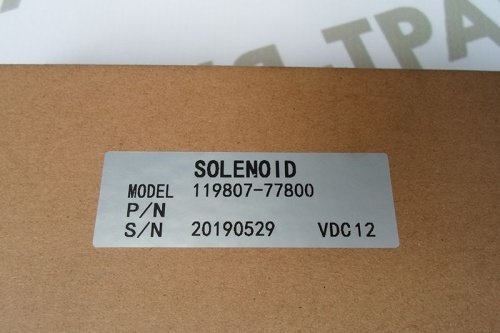 SOLENOID
MODEL 119807-77800
P/N
S/N 20190529 VDC12